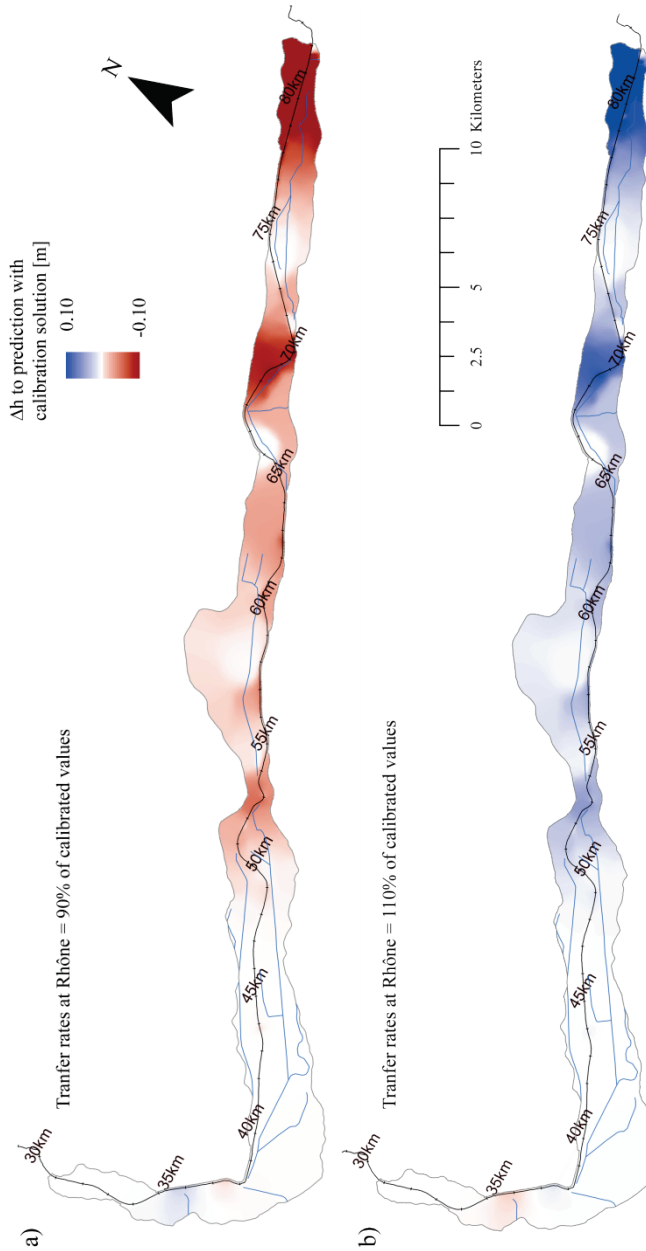 a)
Tranfer rates at Rhône = 90% of calibrated values
Δh to prediction with
calibration solution [m]
0.10
-0.10
N
30km
35km
40km
45km
50km
55km
60km
65km
70km
75km
80km
0 2.5 5 10 Kilometers
b)
Tranfer rates at Rhône = 110% of calibrated values
30km
35km
40km
45km
50km
55km
60km
65km
70km
75km
80km